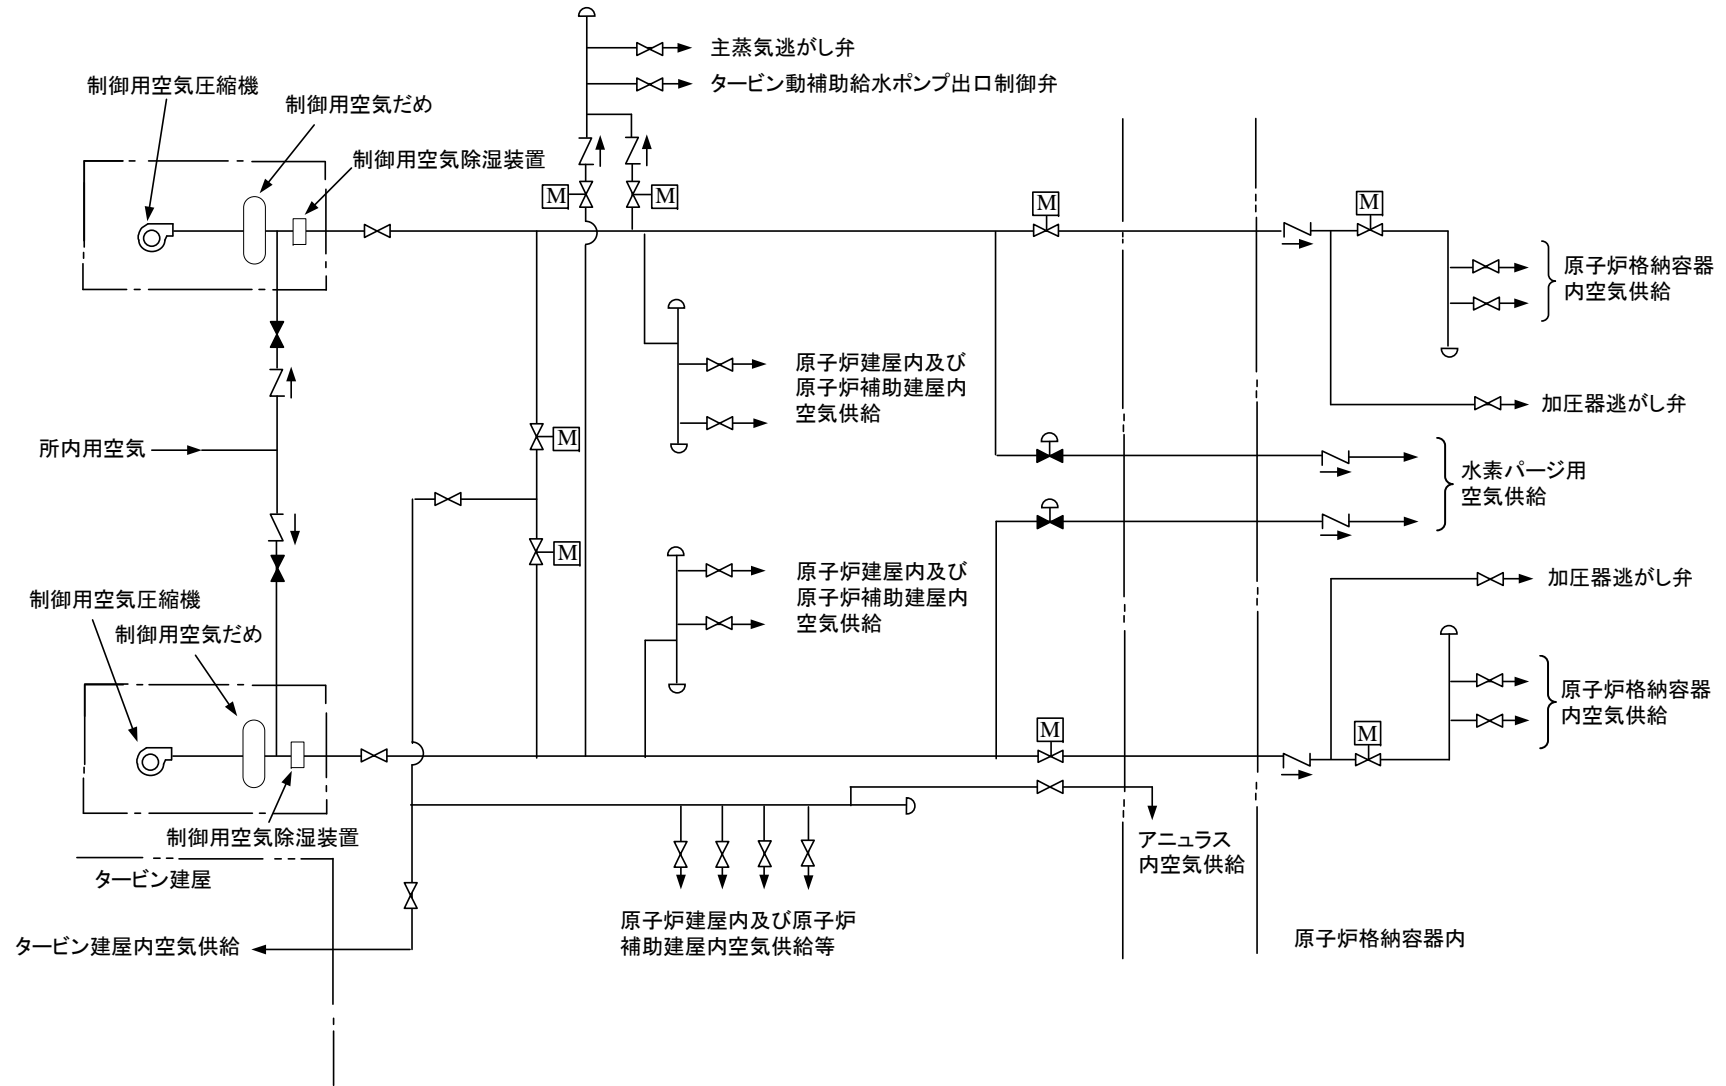 主蒸気逃がし弁
タービン動補助給水ポンプ出口制御弁
制御用空気圧縮機
制御用空気だめ
制御用空気除湿装置
M
M
M
M
原子炉格納容器
内空気供給
原子炉建屋内及び
原子炉補助建屋内
空気供給
加圧器逃がし弁
所内用空気
M
水素パージ用
空気供給
M
原子炉建屋内及び
原子炉補助建屋内
空気供給
加圧器逃がし弁
制御用空気圧縮機
制御用空気だめ
原子炉格納容器
内空気供給
M
M
制御用空気除湿装置
アニュラス
内空気供給
タービン建屋
原子炉建屋内及び原子炉
補助建屋内空気供給等
タービン建屋内空気供給
原子炉格納容器内